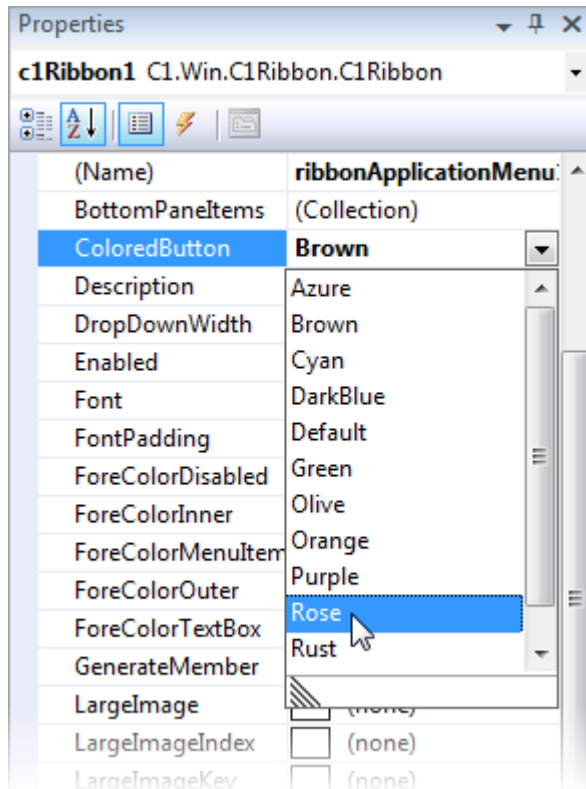 Properties
c1Ribbon1 C1.Win.C1Ribbon.C1Ribbon
(Name) ribbonApplicationMenu
BottomPaneItems (Collection)
ColoredButton Brown
Description Azure
DropDownWidth Brown
Enabled Cyan
Font DarkBlue
FontPadding Default
ForeColorDisabled Green
ForeColorInner Olive
ForeColorMenuItem Orange
ForeColorOuter Purple
ForeColorTextBox Rose
GenerateMember Rust
LargeImage (none)
LargeImageIndex (none)
LargeImageKey (none)